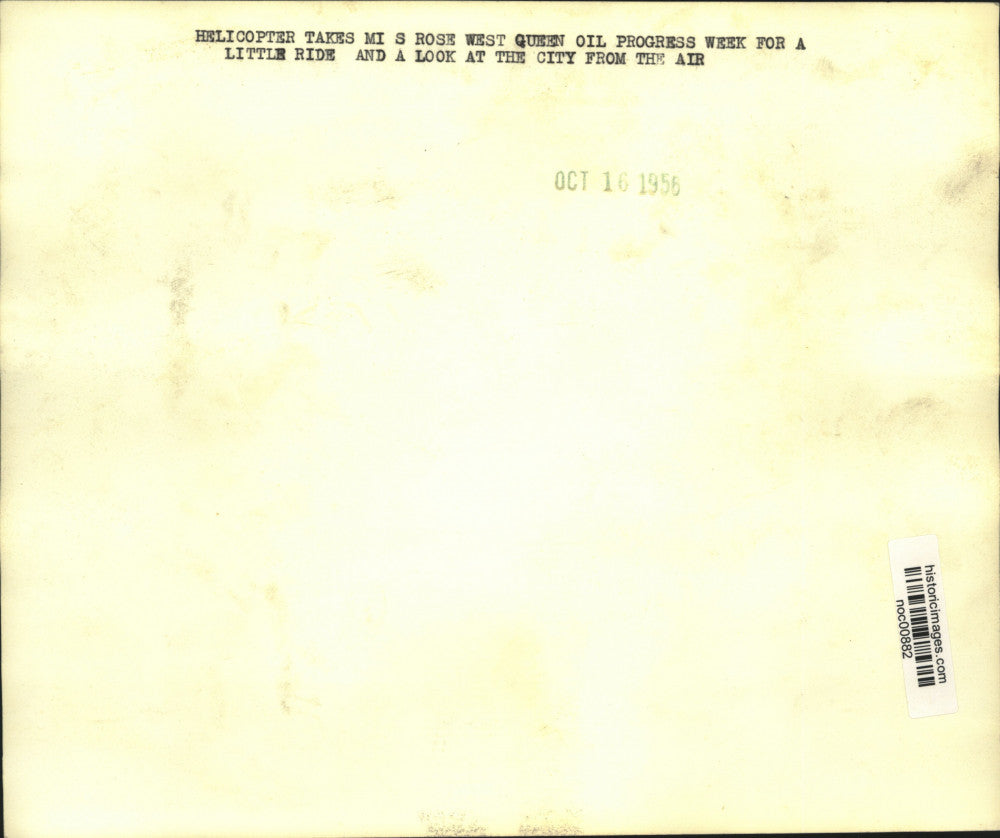 HELICOPTER TAKES MI S ROSE WEST QUEEN OIL PROGRESS WEEK FOR A
LITTLE RIDE AND A LOOK AT THE CITY FROM THE AIR
OCT 16 1956
historicimages.com
noc00882